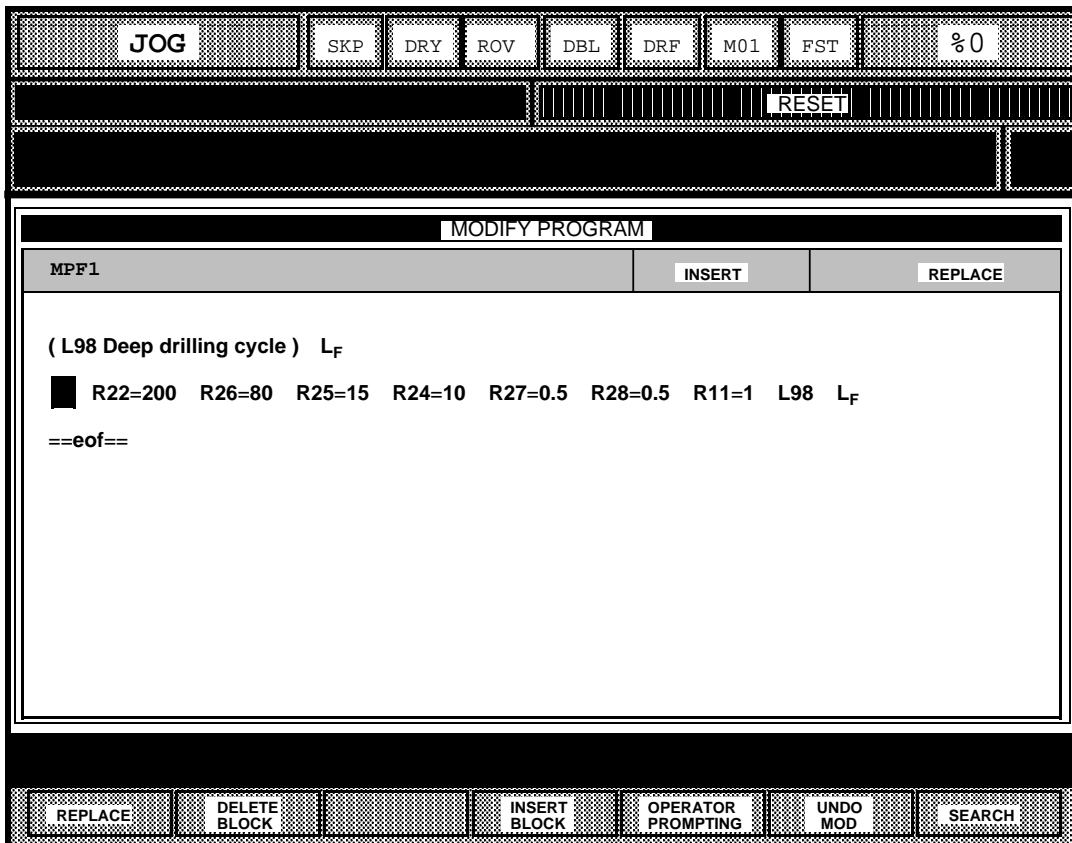 JOG SKP DRY ROV DBL DRF M01 FST %0
RESET
MODIFY PROGRAM
MPF1 INSERT REPLACE
( L98 Deep drilling cycle ) LF
R22=200 R26=80 R25=15 R24=10 R27=0.5 R28=0.5 R11=1 L98 LF
==eof==
REPLACE DELETE BLOCK INSERT BLOCK OPERATOR PROMPTING UNDO MOD SEARCH